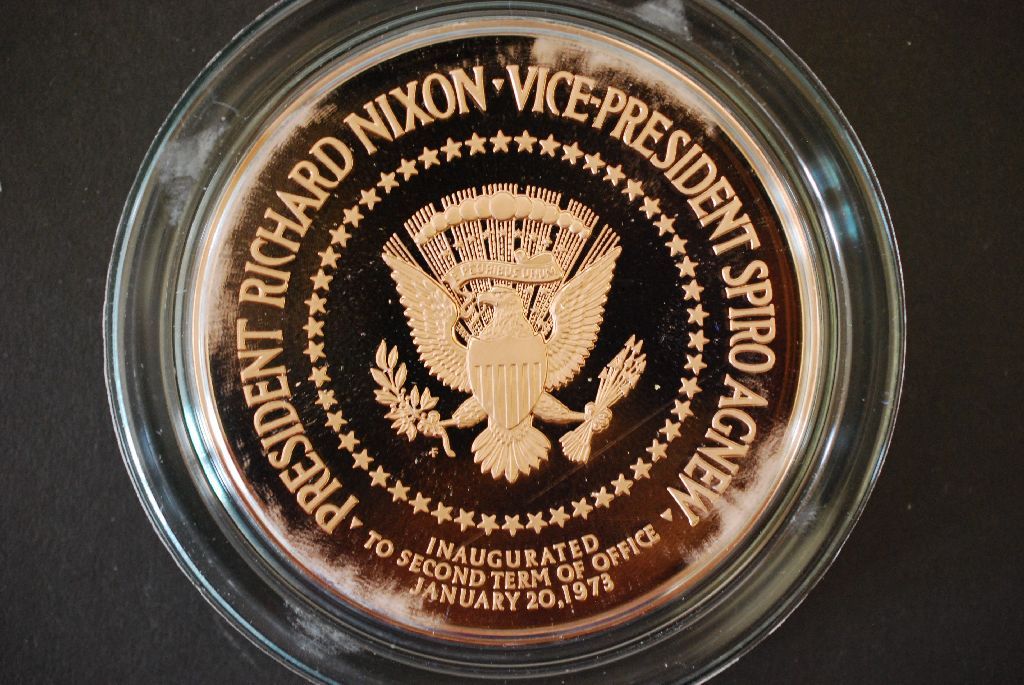 PRESIDENT RICHARD NIXON · VICE-PRESIDENT SPIRO AGNEW
E PLURIBUS UNUM
INAUGURATED
TO SECOND TERM OF OFFICE
JANUARY 20, 1973